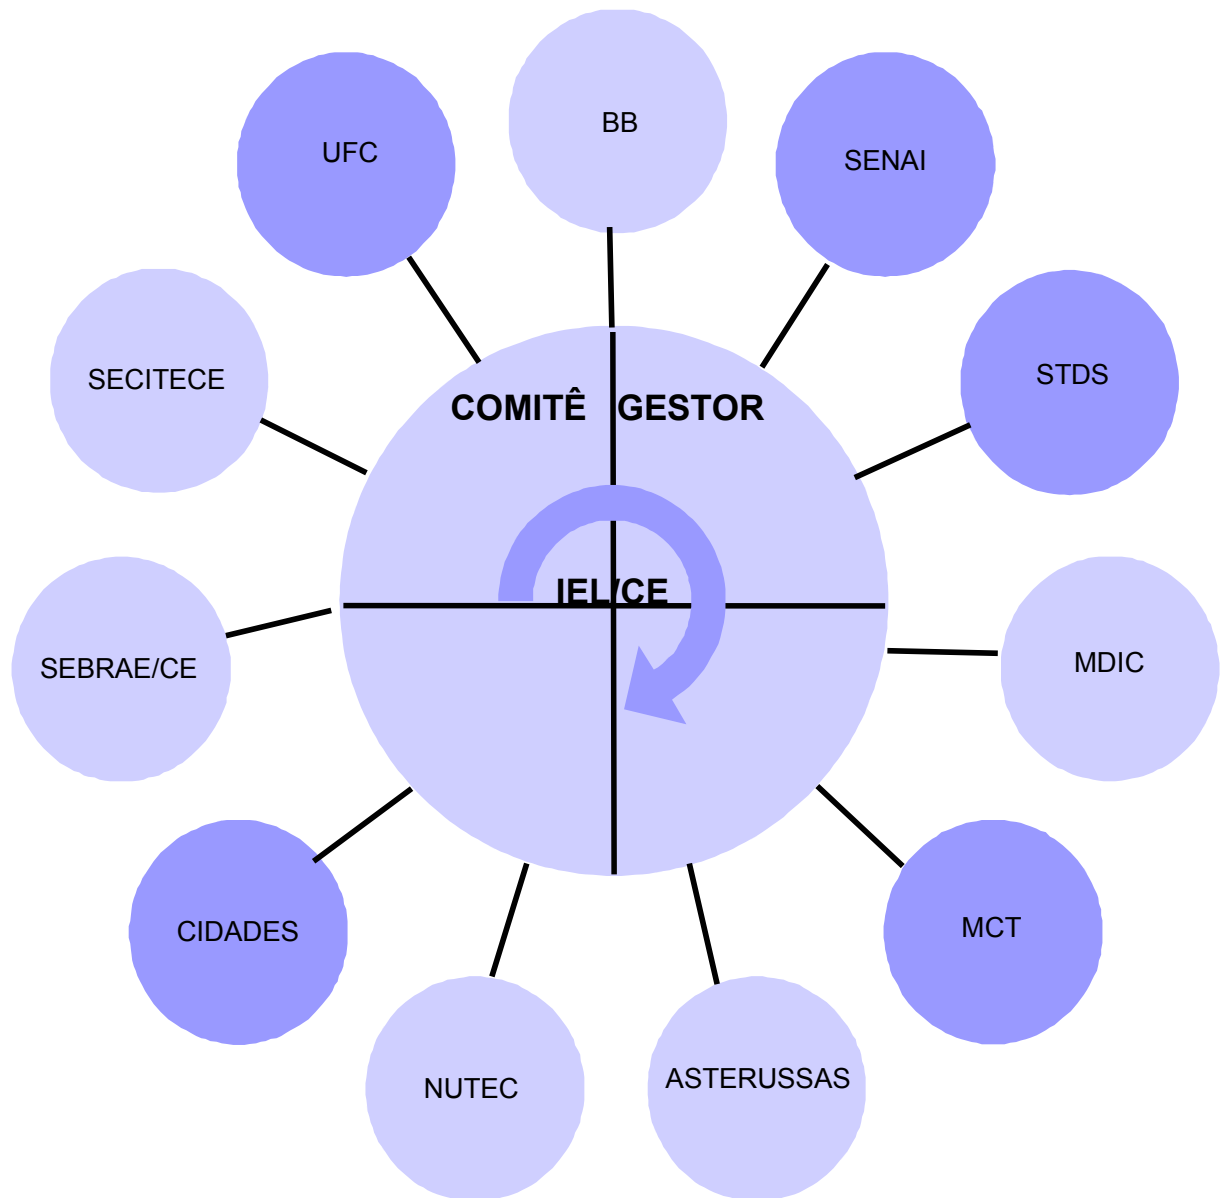 BB
UFC
SENAI
SECITECE
STDS
COMITÊ GESTOR
IEL/CE
SEBRAE/CE
MDIC
CIDADES
MCT
NUTEC
ASTERUSSAS